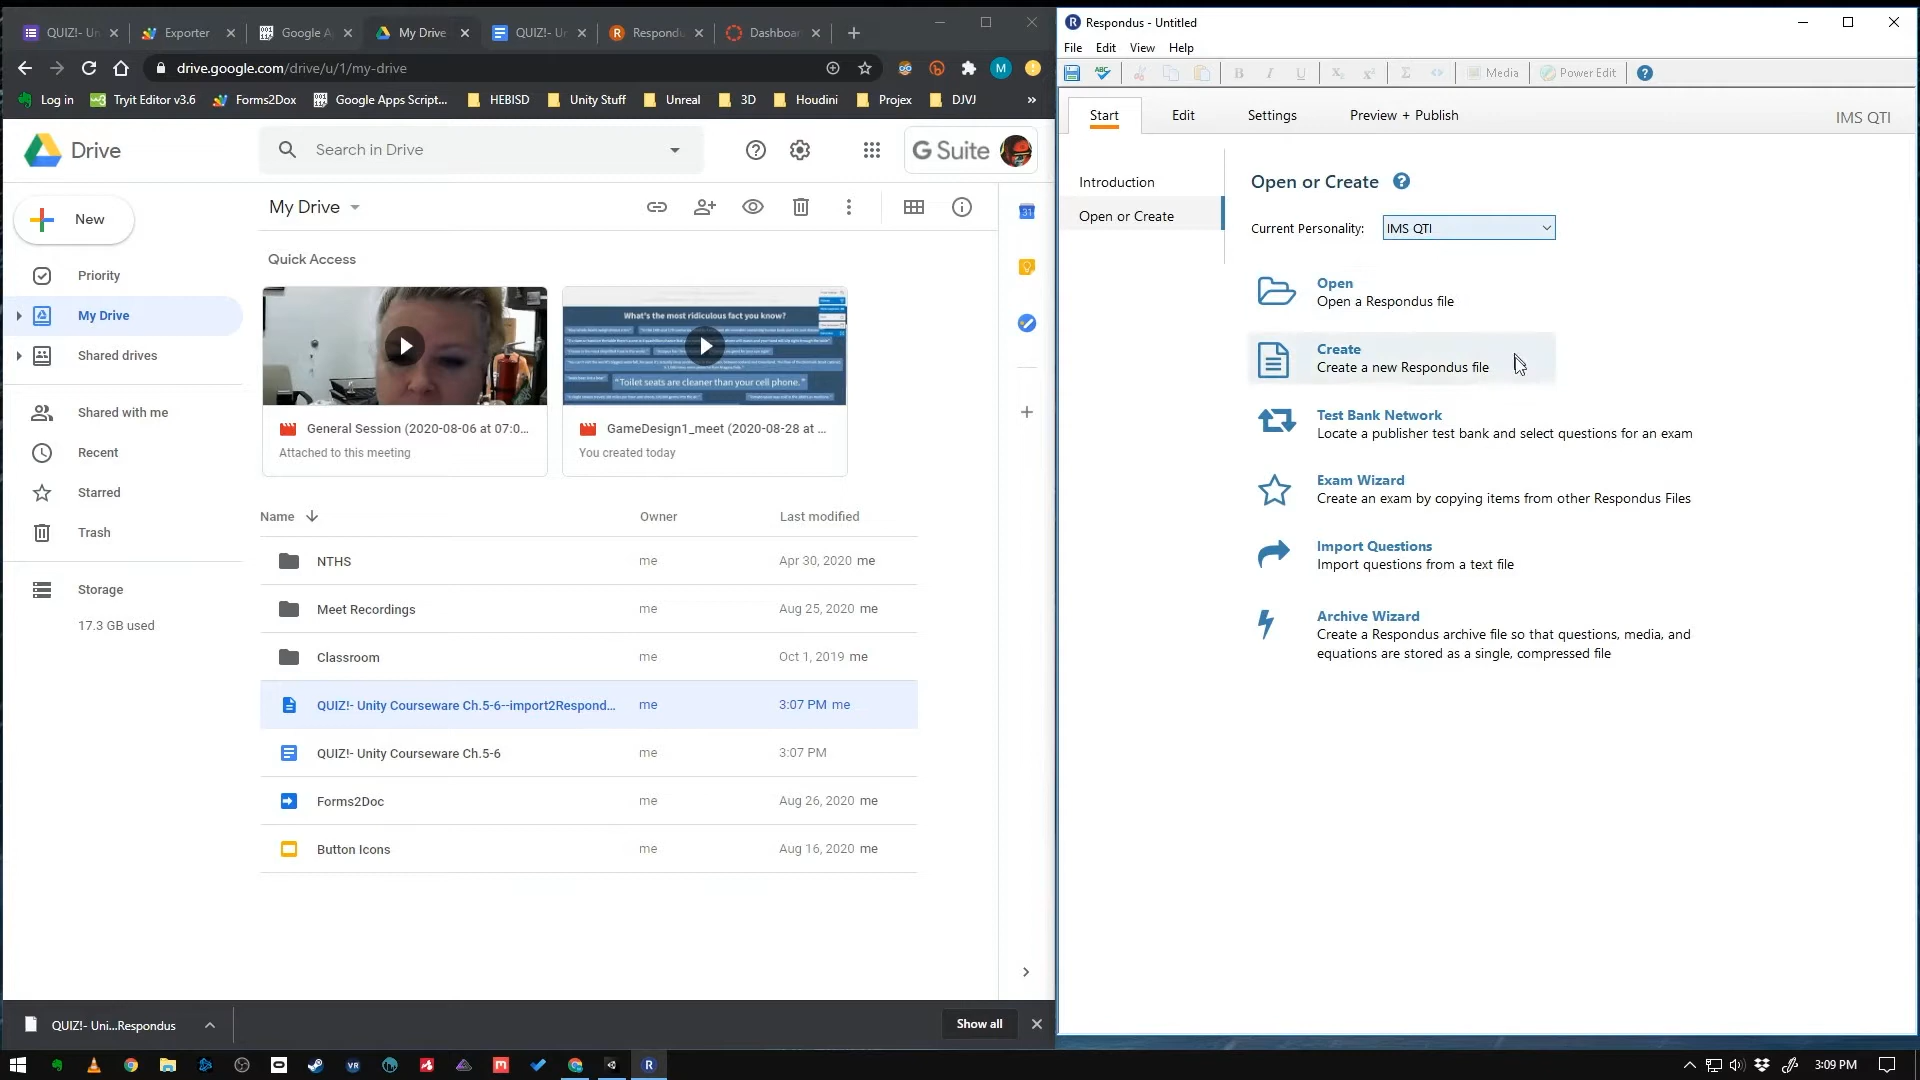 QUIZ!- Un
Exporter
Google A
My Drive
QUIZ!- Un
Respondu
Dashboar
drive.google.com/drive/u/1/my-drive
M
Log in
Tryit Editor v3.6
Forms2Dox
Google Apps Script...
HEBISD
Unity Stuff
Unreal
3D
Houdini
Projex
DJVJ
»
Drive
Search in Drive
G Suite
New
My Drive
Priority
My Drive
Shared drives
Shared with me
Recent
Starred
Trash
Storage
17.3 GB used
Quick Access
What's the most ridiculous fact you know?
"Toilet seats are cleaner than your cell phone."
General Session (2020-08-06 at 07:0...
Attached to this meeting
GameDesign1_meet (2020-08-28 at ...
You created today
Name
Owner
Last modified
NTHS
me
Apr 30, 2020 me
Meet Recordings
me
Aug 25, 2020 me
Classroom
me
Oct 1, 2019 me
QUIZ!- Unity Courseware Ch.5-6--import2Respond...
me
3:07 PM me
QUIZ!- Unity Courseware Ch.5-6
me
3:07 PM
Forms2Doc
me
Aug 26, 2020 me
Button Icons
me
Aug 16, 2020 me
31
QUIZ!- Uni...Respondus
Show all
Respondus - Untitled
File
Edit
View
Help
ABC
B
I
U
Media
Power Edit
Start
Edit
Settings
Preview + Publish
IMS QTI
Introduction
Open or Create
Open or Create
Current Personality:
IMS QTI
Open
Open a Respondus file
Create
Create a new Respondus file
Test Bank Network
Locate a publisher test bank and select questions for an exam
Exam Wizard
Create an exam by copying items from other Respondus Files
Import Questions
Import questions from a text file
Archive Wizard
Create a Respondus archive file so that questions, media, and
equations are stored as a single, compressed file
3:09 PM